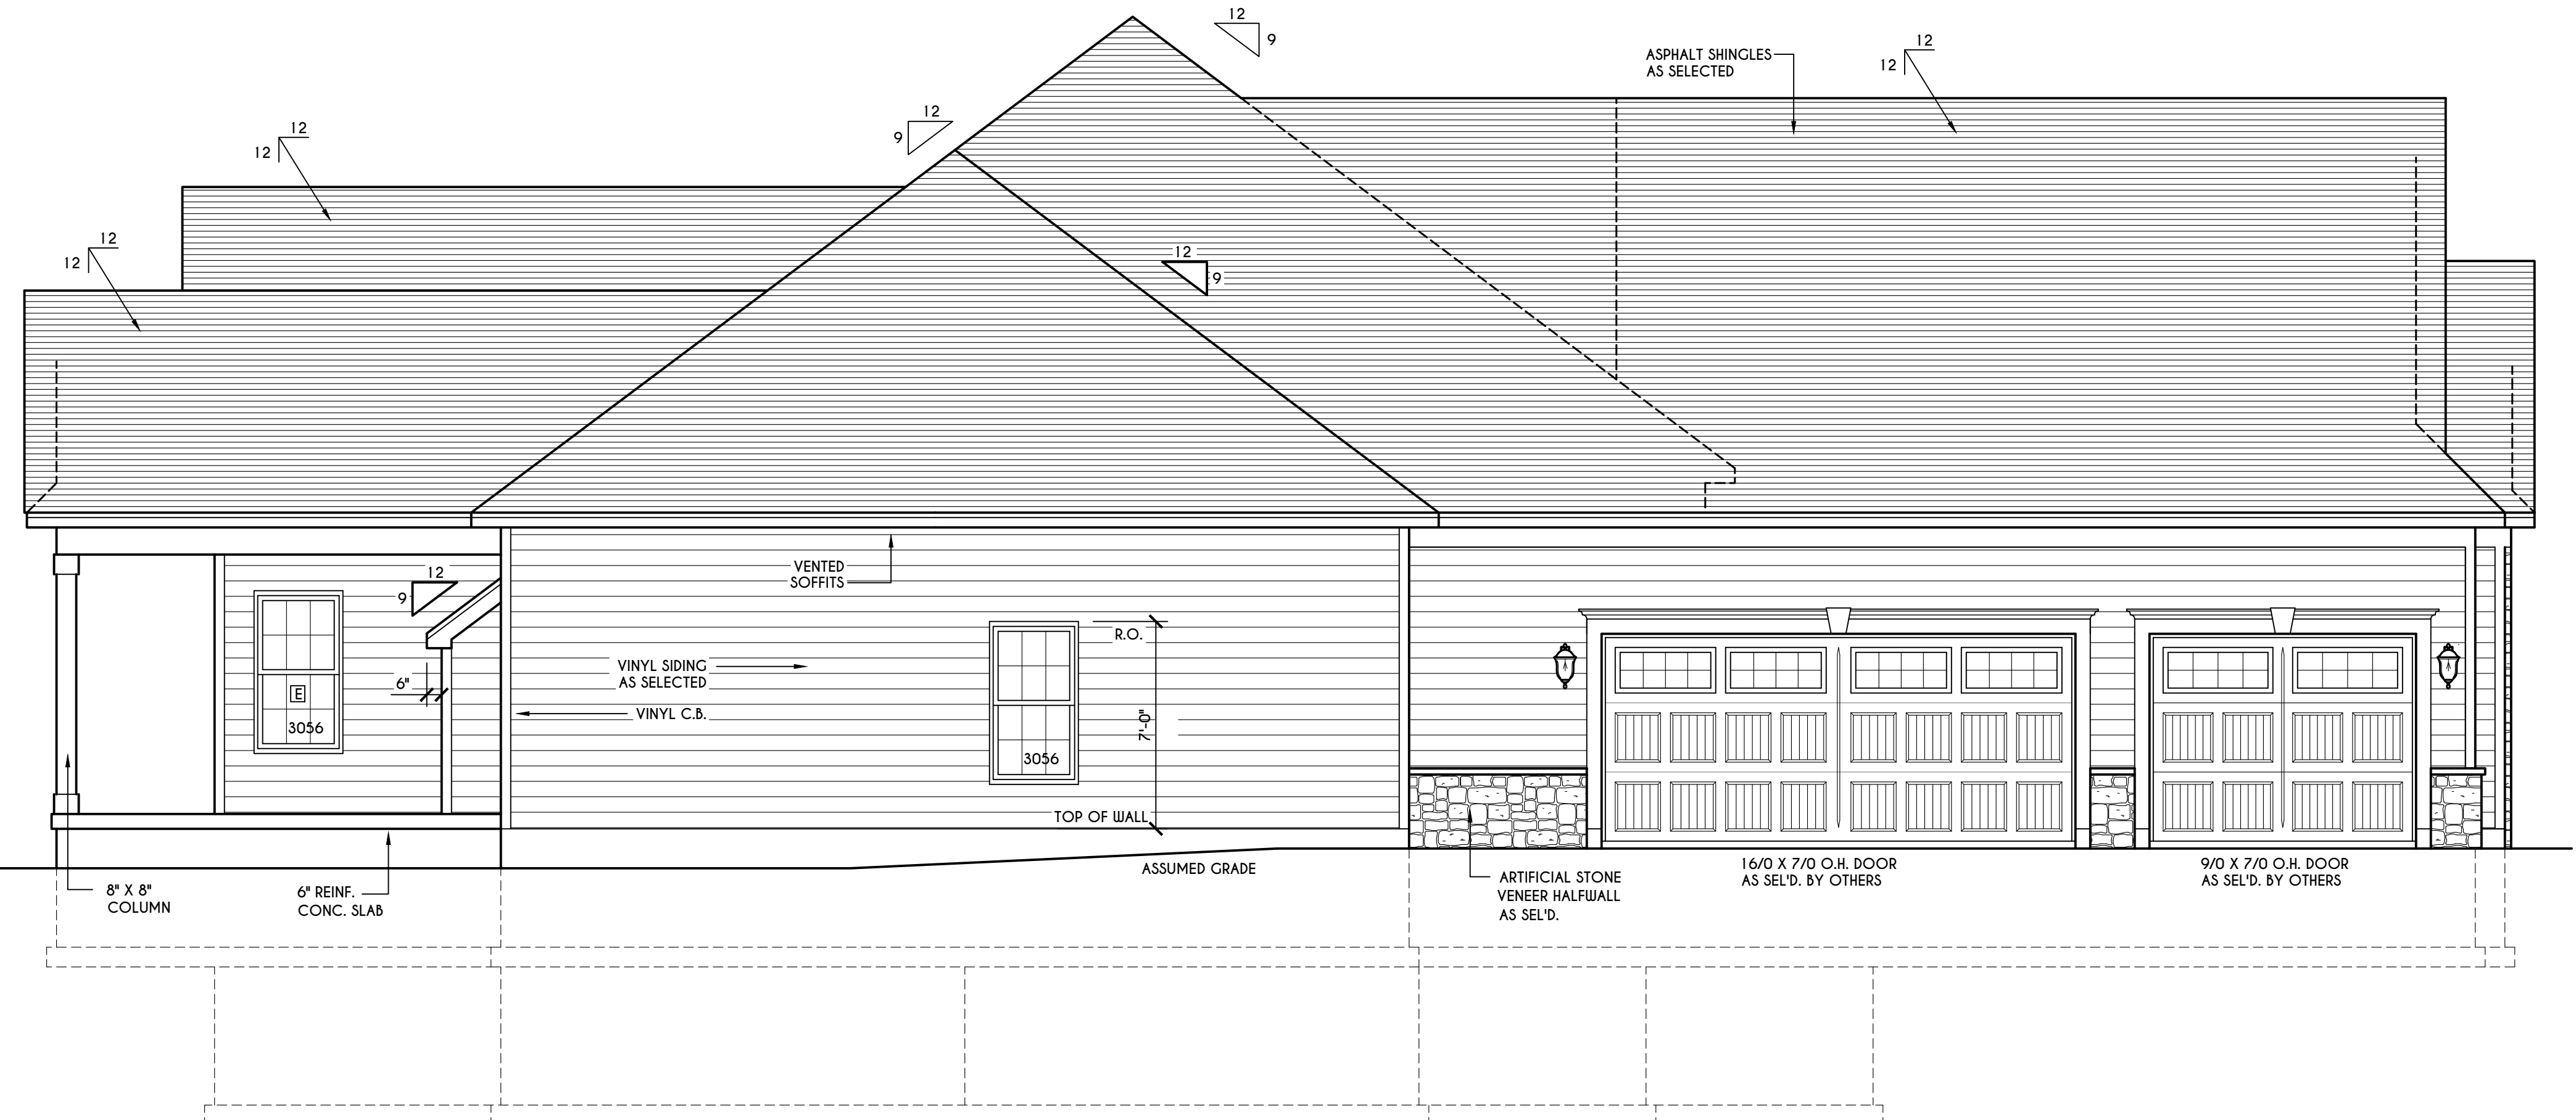 12
9
ASPHALT SHINGLES
AS SELECTED
12
12
12
9
12
12
12
12
12
9
VENTED
SOFFITS
12
9
R.O.
VINYL SIDING
AS SELECTED
6"
E
VINYL C.B.
7'-0"
3056
3056
TOP OF WALL
ASSUMED GRADE
16/0 X 7/0 O.H. DOOR
AS SEL'D. BY OTHERS
9/0 X 7/0 O.H. DOOR
AS SEL'D. BY OTHERS
8" X 8"
COLUMN
6" REINF.
CONC. SLAB
ARTIFICIAL STONE
VENEER HALFWALL
AS SEL'D.